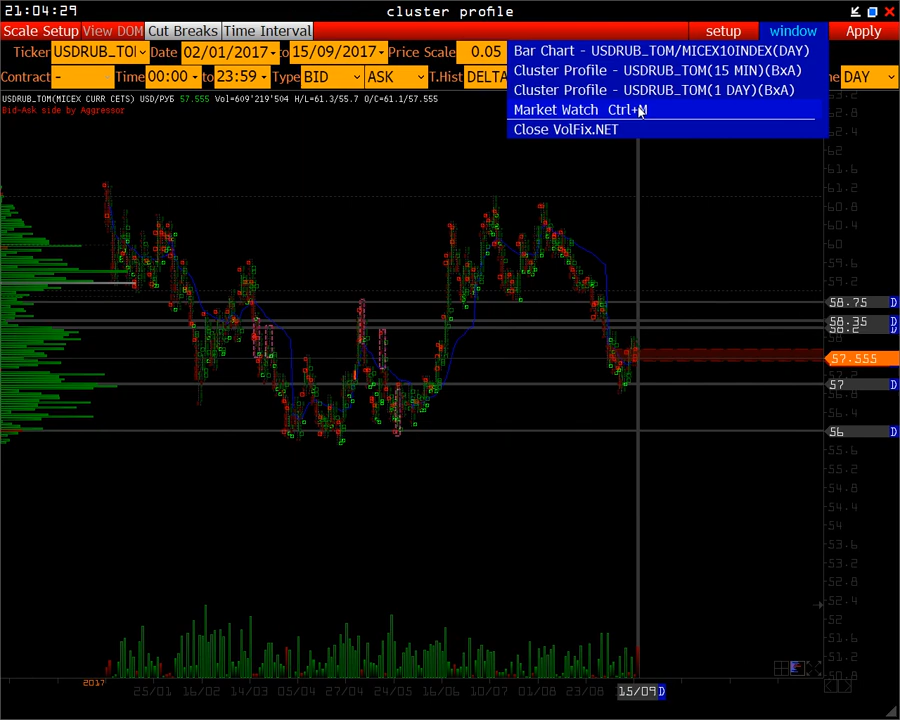 21:04:29 cluster profile
Scale Setup View DOM Cut Breaks Time Interval setup window Apply
Ticker USDRUB_TO Date 02/01/2017 to 15/09/2017 Price Scale 0.05
Contract - Time 00:00 to 23:59 Type BID ASK T.Hist DELTA DAY
Bar Chart - USDRUB_TOM/MICEX10INDEX(DAY)
Cluster Profile - USDRUB_TOM(15 MIN)(BxA)
Cluster Profile - USDRUB_TOM(1 DAY)(BxA)
Market Watch Ctrl+M
Close VolFix.NET
USDRUB_TOM(MICEX CURR CETS) USD/РУБ 57.555 Vol=609'219'504 H/L=61.3/55.7 O/C=61.1/57.555
Bid-Ask side by Aggressor
62
61.6
61.2
60.8
60.4
60
59.6
59.2
58.75 D
58.35 D
58.2 D
58
57.555
57 D
56.8
56.4
56 D
55.6
55.2
54.8
54.4
54
53.6
53.2
52.8
52.4
52
51.6
51.2
50.8
2017 25/01 16/02 14/03 05/04 27/04 24/05 16/06 10/07 01/08 23/08 15/09 D